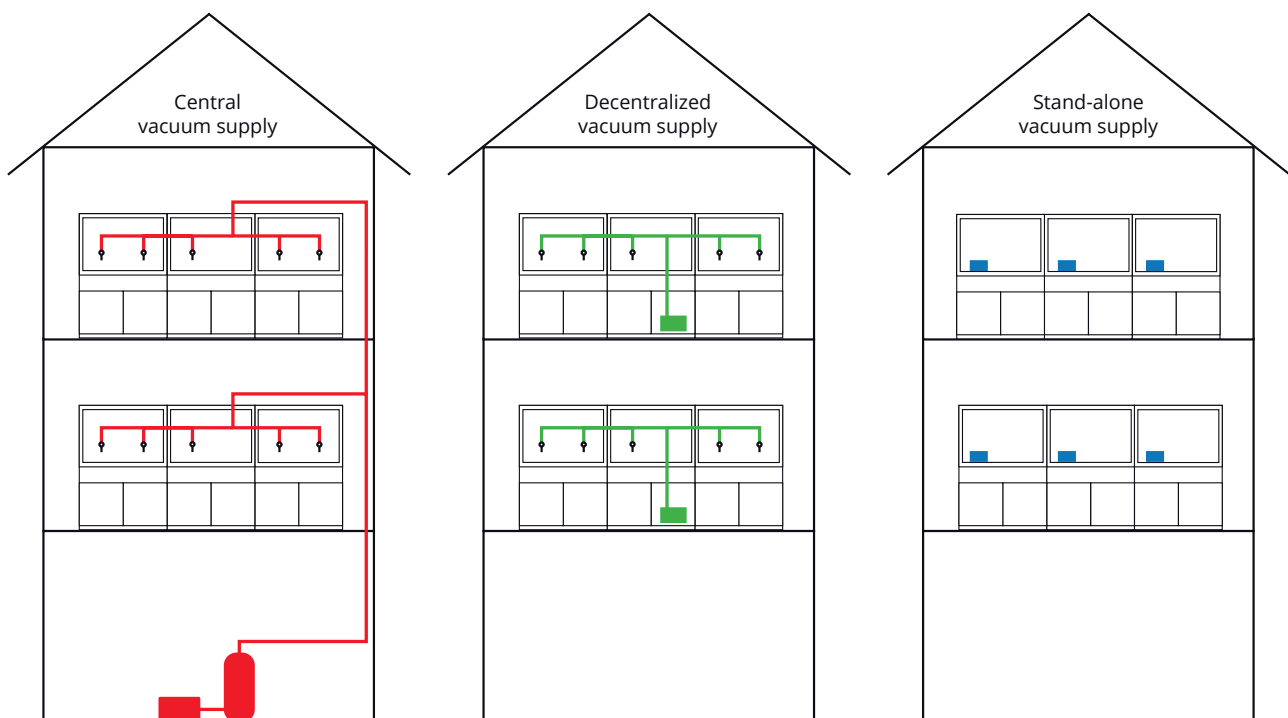 Central
vacuum supply
Decentralized
vacuum supply
Stand-alone
vacuum supply